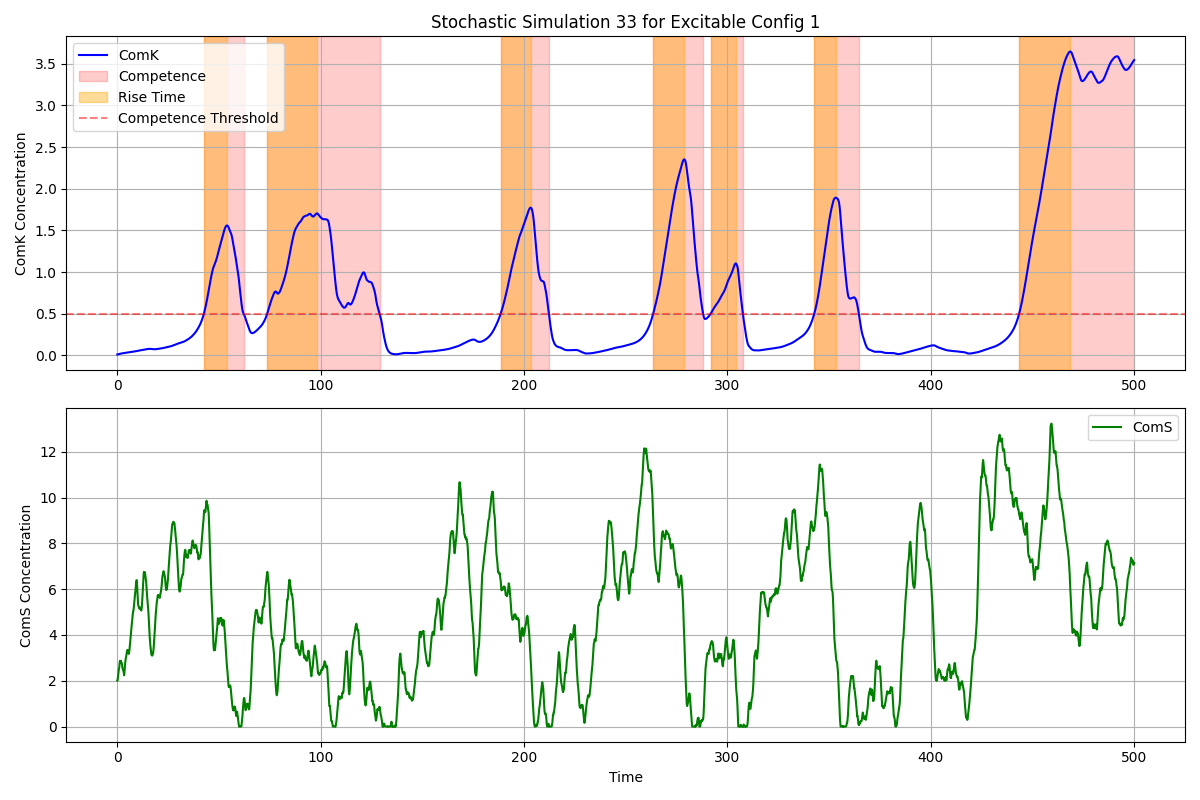 Stochastic Simulation 33 for Excitable Config 1
ComK Concentration
3.5
3.0
2.5
2.0
1.5
1.0
0.5
0.0
ComK
Competence
Rise Time
Competence Threshold
0 100 200 300 400 500
ComS Concentration
12
10
8
6
4
2
0
ComS
0 100 200 300 400 500
Time